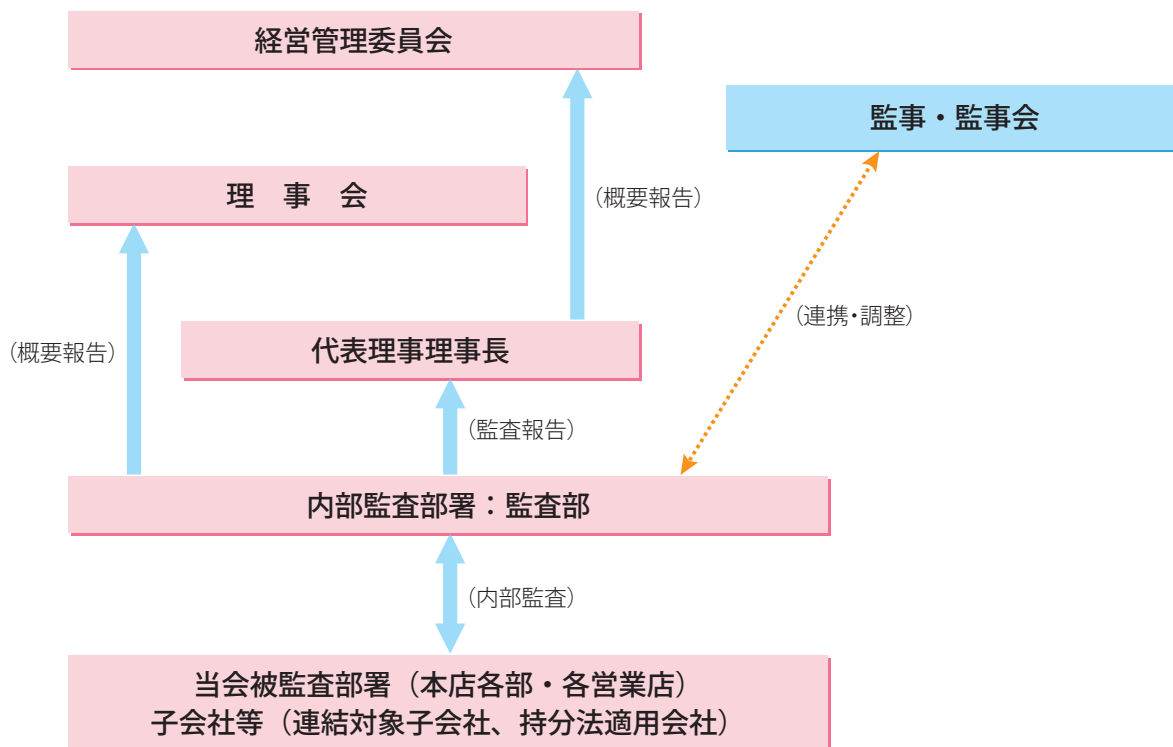 経営管理委員会
監事・監事会
理　事　会
（概要報告）
（連携・調整）
代表理事理事長
（概要報告）
（監査報告）
内部監査部署：監査部
（内部監査）
当会被監査部署（本店各部・各営業店）
子会社等（連結対象子会社、持分法適用会社）